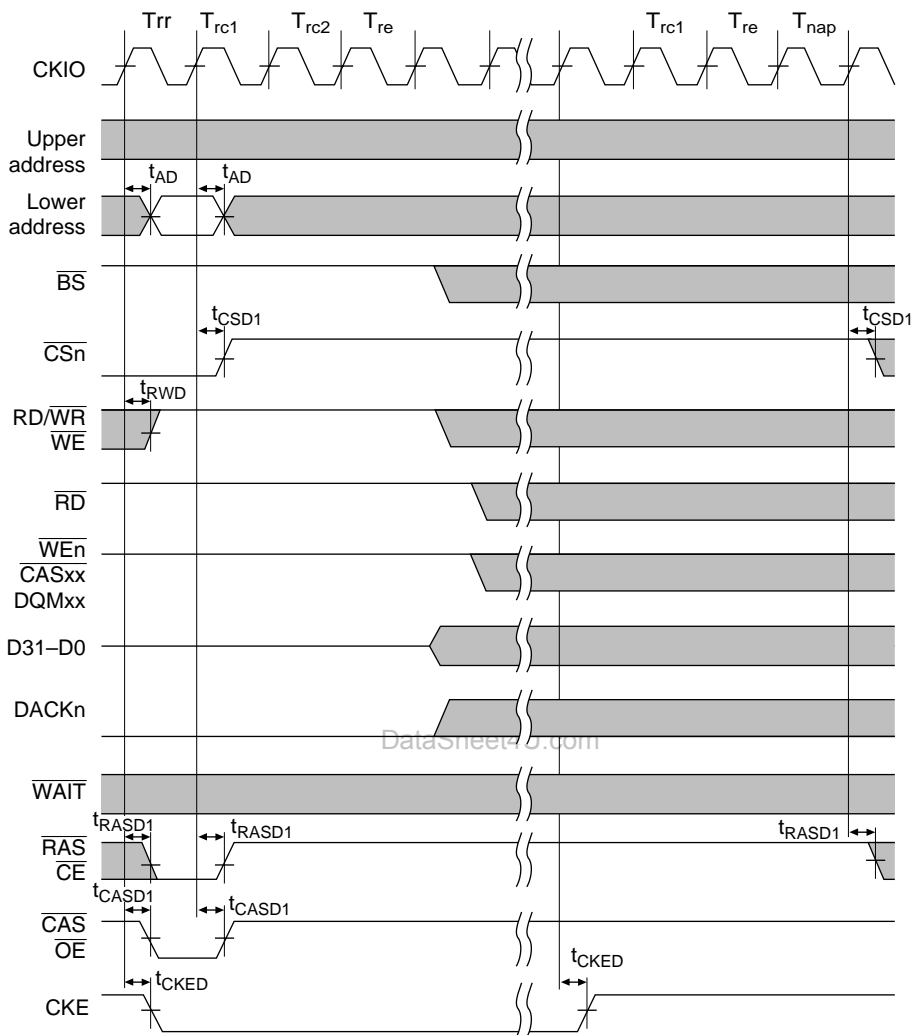 Trr Trc1 Trc2 Tre Trc1 Tre Tnap
CKIO
Upper
address
tAD tAD
Lower
address
BS
tCSD1 tCSD1
CSn
tRWD
RD/WR
WE
RD
WEn
CASxx
DQMxx
D31–D0
DACKn
DataSheet4U.com
WAIT
tRASD1 tRASD1 tRASD1
RAS
CE
tCASD1 tCASD1
CAS
OE
tCKED tCKED
CKE